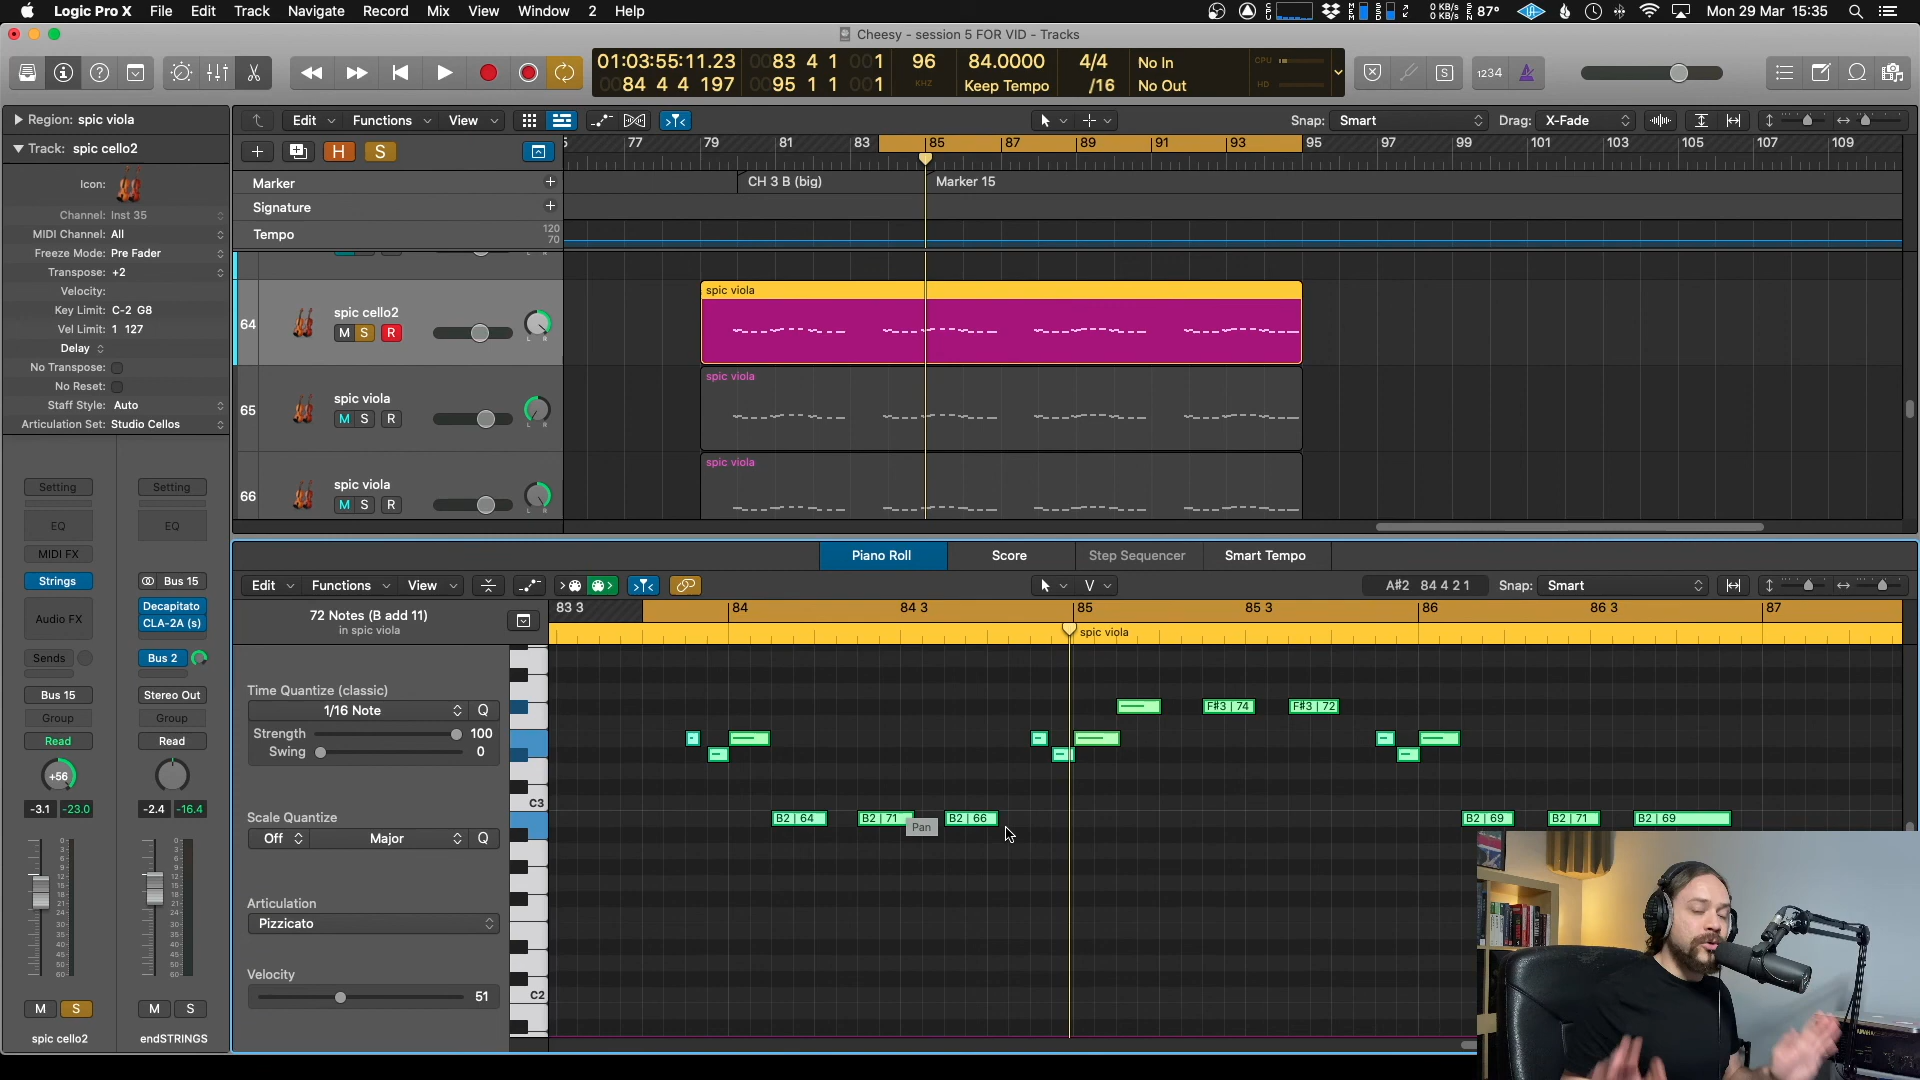 Logic Pro X File Edit Track Navigate Record Mix View Window 2 Help
0 KB/s
0 KB/s
87°
Mon 29 Mar 15:35
Cheesy - session 5 FOR VID - Tracks
01:03:55:11.23
0084 4 4 197
0083 4 1 001
0095 1 1 001
96
KHZ
84.0000
Keep Tempo
4/4
/16
No In
No Out
CPU
HD
S
1234
Region: spic viola
Track: spic cello2
Icon:
Channel: Inst 35
MIDI Channel: All
Freeze Mode: Pre Fader
Transpose: +2
Velocity:
Key Limit: C-2 G8
Vel Limit: 1 127
Delay
No Transpose:
No Reset:
Staff Style: Auto
Articulation Set: Studio Cellos
Edit Functions View
Snap: Smart
Drag: X-Fade
H S
77 79 81 83 85 87 89 91 93 95 97 99 101 103 105 107 109
Marker
CH 3 B (big)
Marker 15
Signature
Tempo
120
70
64
spic cello2
M S R
L R
spic viola
65
spic viola
M S R
L R
spic viola
66
spic viola
M S R
L R
spic viola
Piano Roll Score Step Sequencer Smart Tempo
Edit Functions View
V
A#2 84 4 2 1
Snap: Smart
72 Notes (B add 11)
in spic viola
83 3 84 84 3 85 85 3 86 86 3 87
spic viola
Time Quantize (classic)
1/16 Note
Q
Strength 100
Swing 0
Scale Quantize
Off Major Q
Articulation
Pizzicato
Velocity
51
C3
C2
F#3 | 74
F#3 | 72
B2 | 64
B2 | 71
B2 | 66
B2 | 69
B2 | 71
B2 | 69
Pan
Setting Setting
EQ EQ
MIDI FX
Strings
Bus 15
Audio FX
Decapitato
CLA-2A (s)
Sends
Bus 2
Bus 15
Stereo Out
Group Group
Read Read
+56
-3.1 -23.0
-2.4 -16.4
M S
M S
spic cello2
endSTRINGS